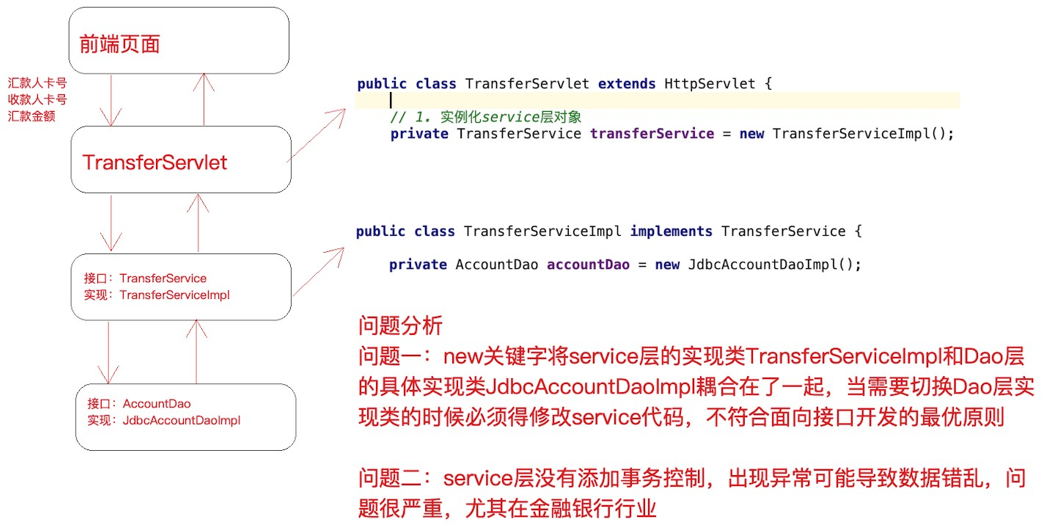 前端页面
汇款人卡号
收款人卡号
汇款金额
TransferServlet
接口：TransferService
实现：TransferServiceImpl
接口：AccountDao
实现：JdbcAccountDaoImpl
public class TransferServlet extends HttpServlet {
// 1. 实例化service层对象
private TransferService transferService = new TransferServiceImpl();
public class TransferServiceImpl implements TransferService {
private AccountDao accountDao = new JdbcAccountDaoImpl();
问题分析
问题一：new关键字将service层的实现类TransferServiceImpl和Dao层
的具体实现类JdbcAccountDaoImpl耦合在了一起，当需要切换Dao层实
现类的时候必须得修改service代码，不符合面向接口开发的最优原则
问题二：service层没有添加事务控制，出现异常可能导致数据错乱，问
题很严重，尤其在金融银行行业